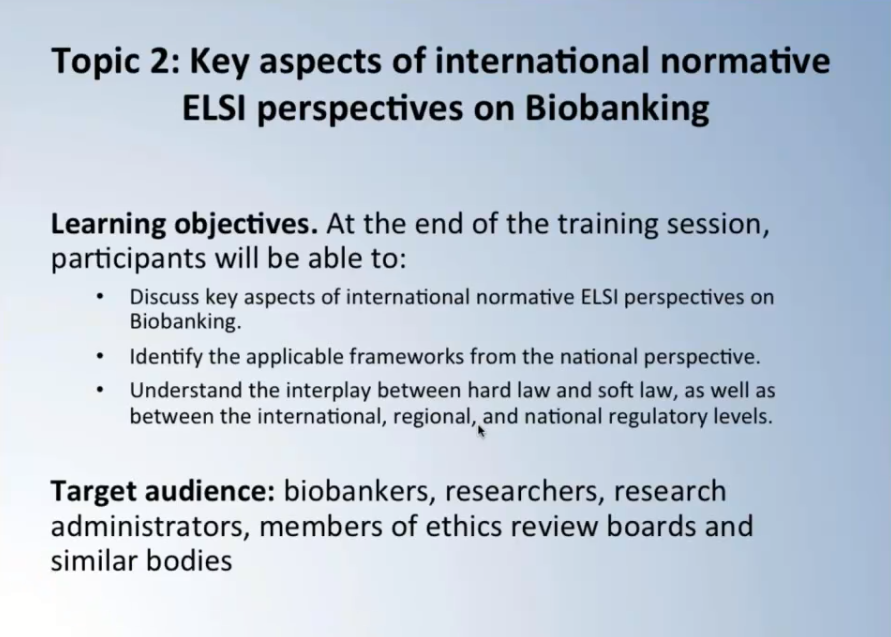 Topic 2: Key aspects of international normative
ELSI perspectives on Biobanking
Learning objectives. At the end of the training session,
participants will be able to:
• Discuss key aspects of international normative ELSI perspectives on
Biobanking.
• Identify the applicable frameworks from the national perspective.
• Understand the interplay between hard law and soft law, as well as
between the international, regional, and national regulatory levels.
Target audience: biobankers, researchers, research
administrators, members of ethics review boards and
similar bodies